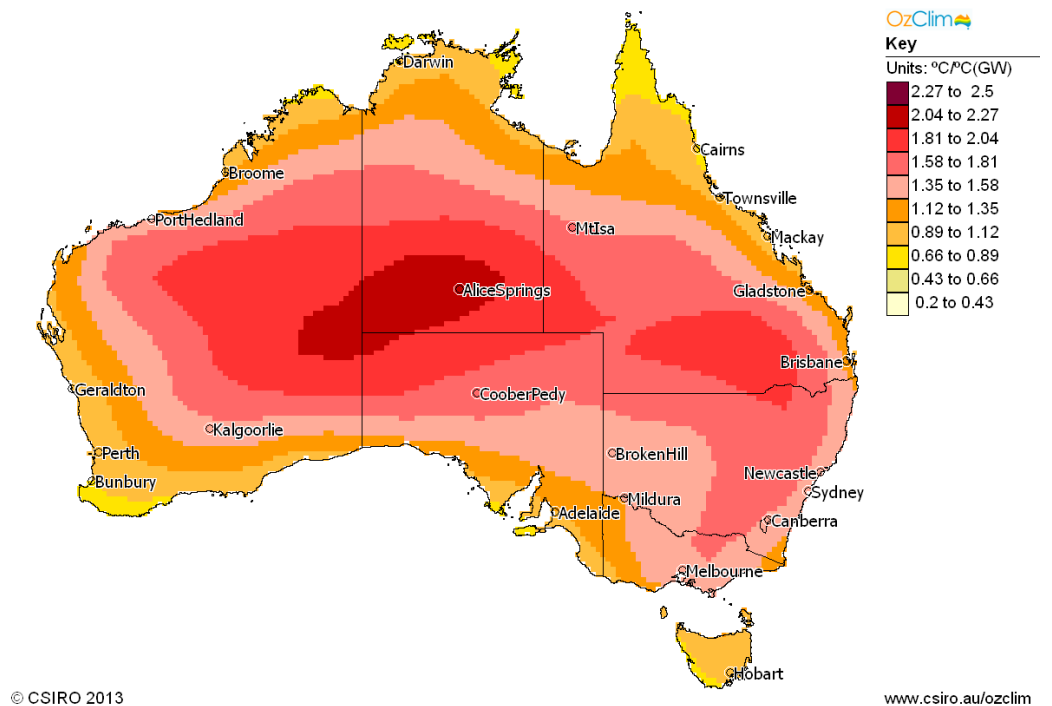 OzClim
Key
Units: ºC/ºC(GW)
2.27 to 2.5
2.04 to 2.27
1.81 to 2.04
1.58 to 1.81
1.35 to 1.58
1.12 to 1.35
0.89 to 1.12
0.66 to 0.89
0.43 to 0.66
0.2 to 0.43
Darwin
Cairns
Broome
Townsville
PortHedland
MtIsa
Mackay
AliceSprings
Gladstone
Brisbane
Geraldton
CooberPedy
Kalgoorlie
Perth
BrokenHill
Newcastle
Bunbury
Sydney
Mildura
Adelaide
Canberra
Melbourne
Hobart
© CSIRO 2013
www.csiro.au/ozclim